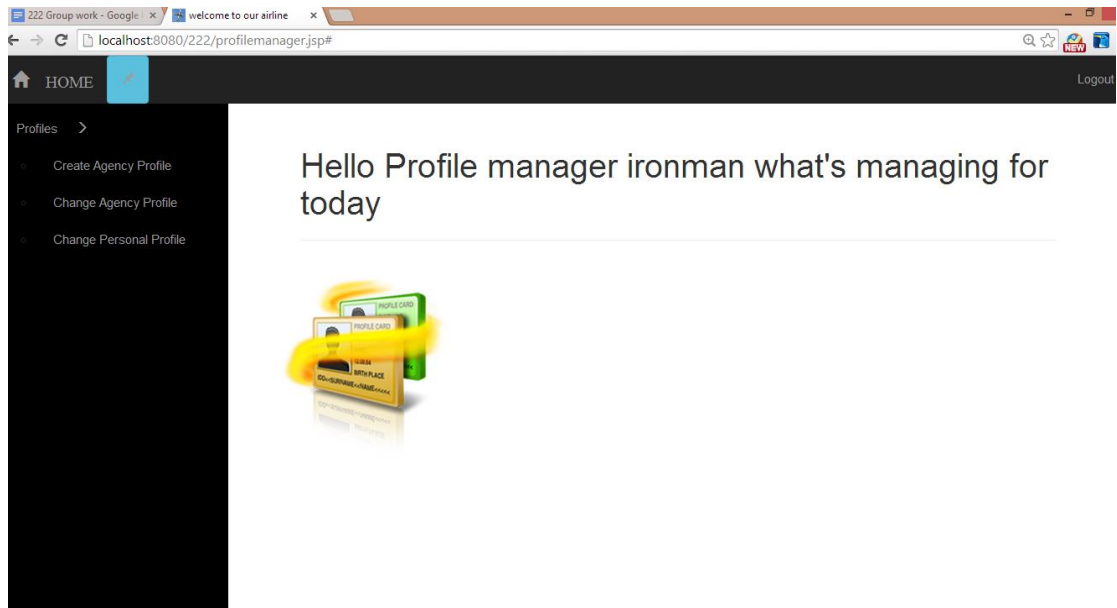 222 Group work - Google
welcome to our airline
localhost:8080/222/profilemanager.jsp#
NEW
HOME
Logout
Profiles
Create Agency Profile
Change Agency Profile
Change Personal Profile
Hello Profile manager ironman what's managing for
today
PROFILE CARD
PROFILE CARD
BIRTH PLACE